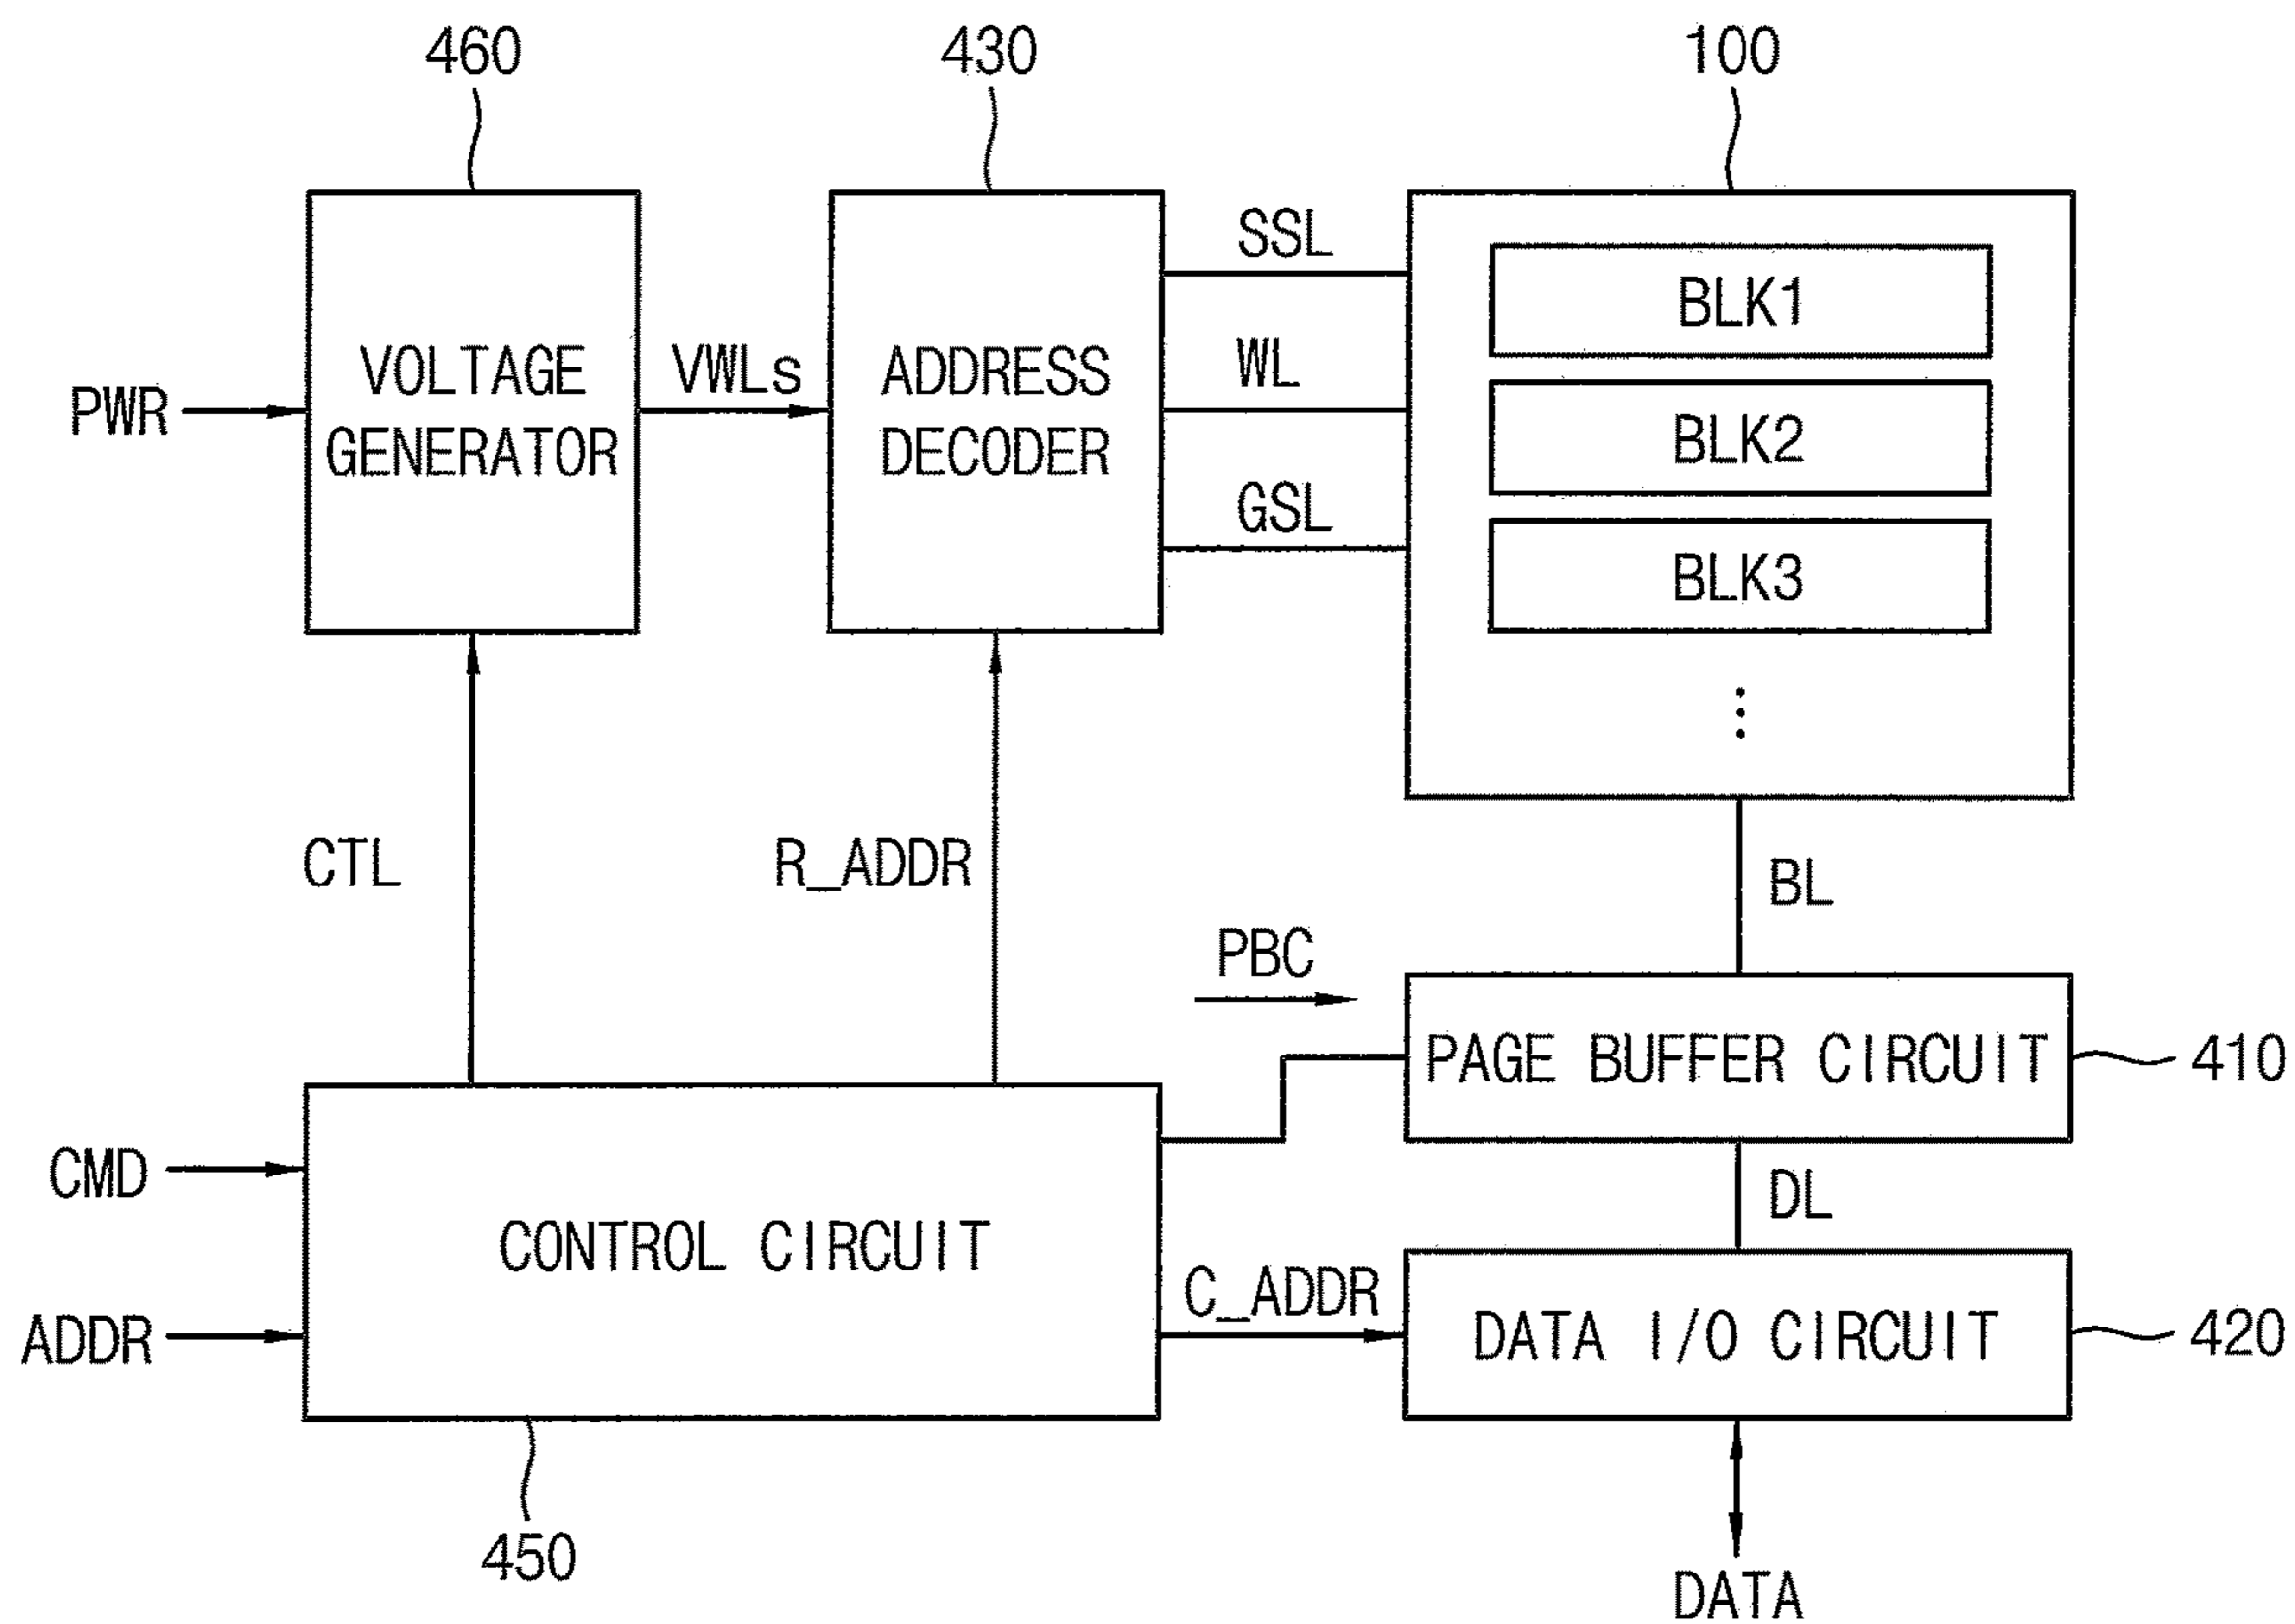 460
430
100
SSL
BLK1
VOLTAGE
GENERATOR
VWLs
ADDRESS
DECODER
WL
PWR
BLK2
GSL
BLK3
CTL
R_ADDR
BL
PBC
PAGE BUFFER CIRCUIT
410
CMD
DL
CONTROL CIRCUIT
C_ADDR
ADDR
DATA I/O CIRCUIT
420
450
DATA